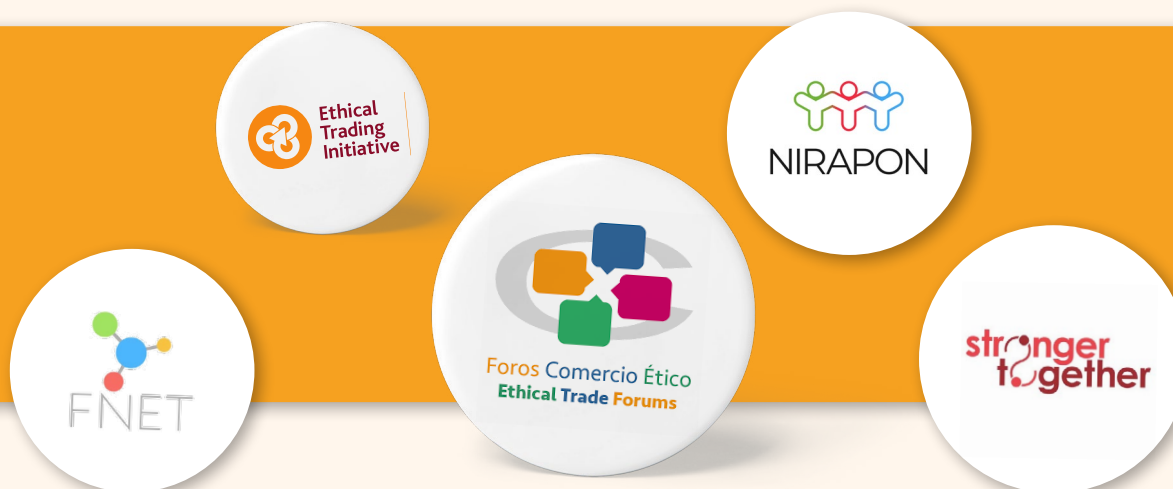 Ethical
Trading
Initiative
NIRAPON
Foros Comercio Ético
Ethical Trade Forums
FNET
stronger
together